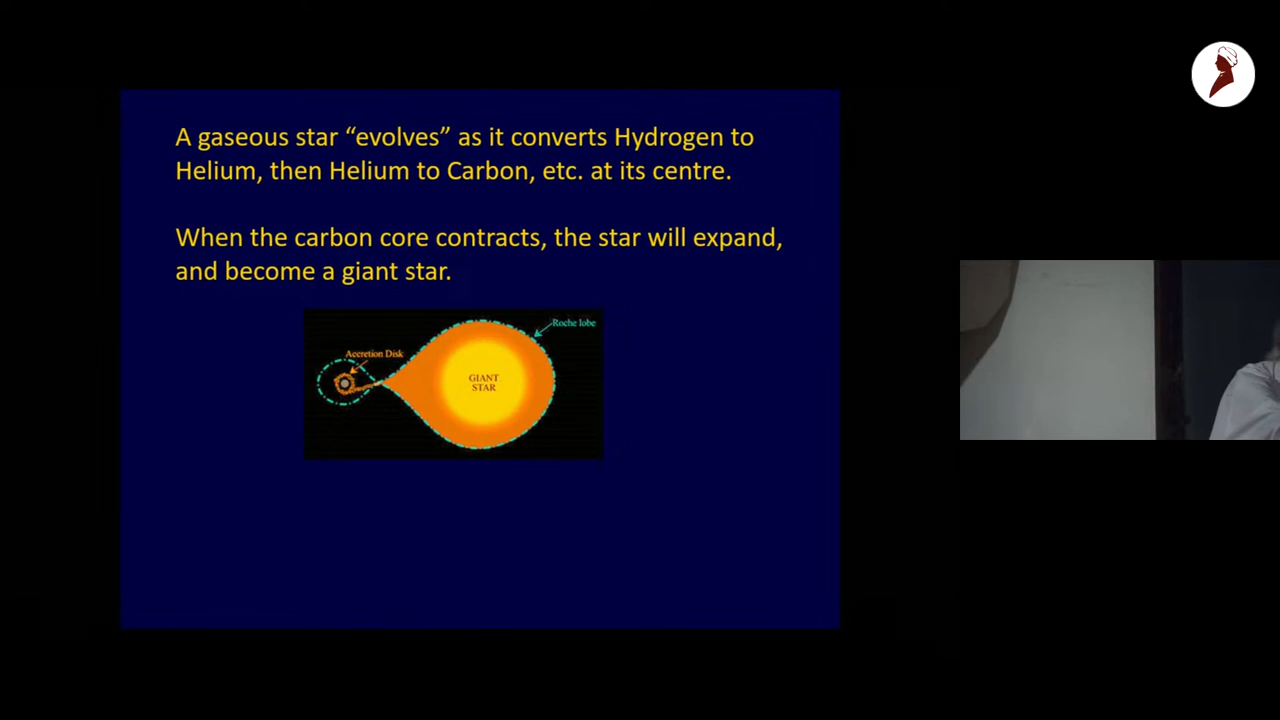 A gaseous star “evolves” as it converts Hydrogen to
Helium, then Helium to Carbon, etc. at its centre.
When the carbon core contracts, the star will expand,
and become a giant star.
Roche lobe
Accretion Disk
GIANT
STAR